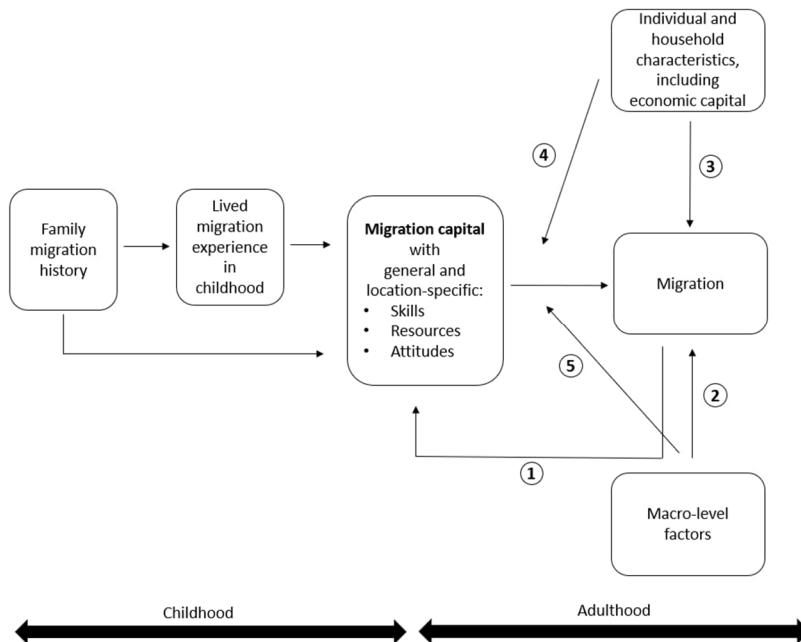 Individual and
household
characteristics,
including
economic capital
④
③
Family
migration
history
Lived
migration
experience
in
childhood
Migration capital
with
general and
location-specific:
• Skills
• Resources
• Attitudes
Migration
⑤
②
①
Macro-level
factors
Childhood
Adulthood